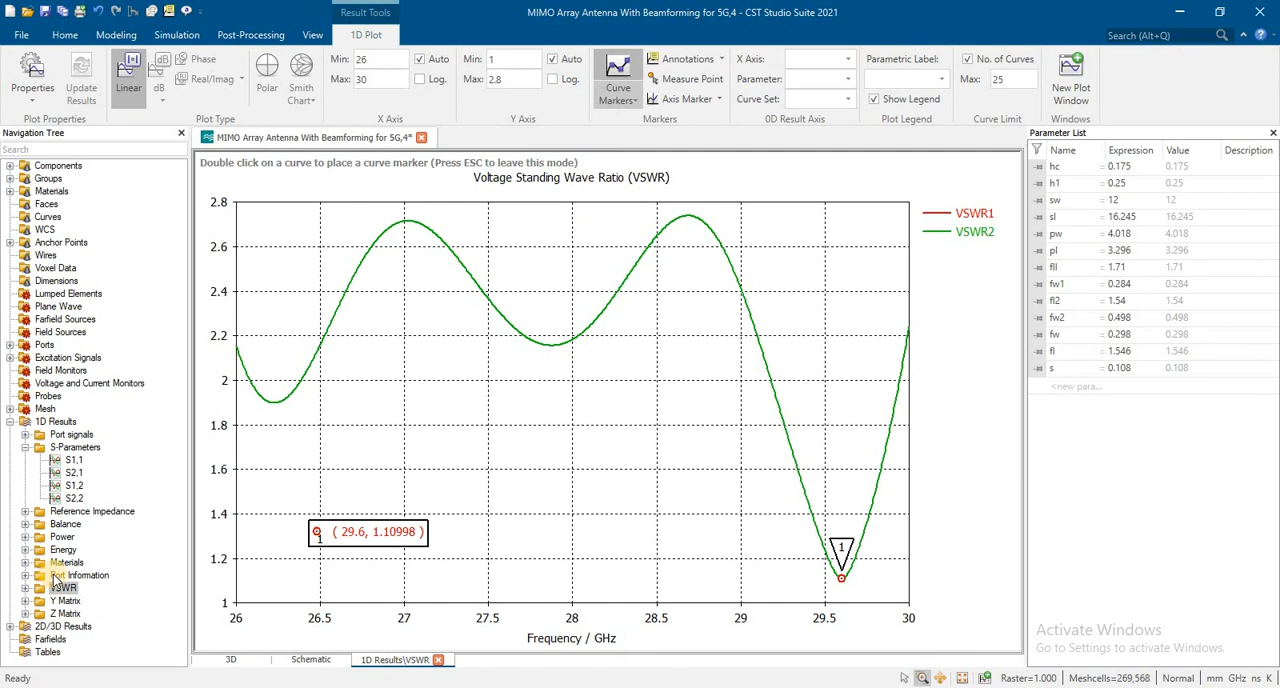 Result Tools
MIMO Array Antenna With Beamforming for 5G,4 - CST Studio Suite 2021
File
Home
Modeling
Simulation
Post-Processing
View
1D Plot
Search (Alt+Q)
Properties
Update Results
Plot Properties
Linear
dB
Phase
Real/Imag
Polar
Smith Chart
Plot Type
Min: 26
Auto
Max: 30
Log.
X Axis
Min: 1
Auto
Max: 2.8
Log.
Y Axis
Curve Markers
Annotations
Measure Point
Axis Marker
Markers
X Axis:
Parameter:
Curve Set:
0D Result Axis
Parametric Label:
Show Legend
Plot Legend
No. of Curves
Max: 25
Curve Limit
New Plot Window
Windows
Navigation Tree
Search
Components
Groups
Materials
Faces
Curves
WCS
Anchor Points
Wires
Voxel Data
Dimensions
Lumped Elements
Plane Wave
Farfield Sources
Field Sources
Ports
Excitation Signals
Field Monitors
Voltage and Current Monitors
Probes
Mesh
1D Results
Port signals
S-Parameters
S1,1
S2,1
S1,2
S2,2
Reference Impedance
Balance
Power
Energy
Materials
Port Information
VSWR
Y Matrix
Z Matrix
2D/3D Results
Farfields
Tables
MIMO Array Antenna With Beamforming for 5G,4*
Double click on a curve to place a curve marker (Press ESC to leave this mode)
Voltage Standing Wave Ratio (VSWR)
2.8
2.6
2.4
2.2
2
1.8
1.6
1.4
1.2
1
26 26.5 27 27.5 28 28.5 29 29.5 30
Frequency / GHz
VSWR1
VSWR2
1 ( 29.6, 1.10998 )
1
3D
Schematic
1D Results\VSWR
Parameter List
Name Expression Value Description
hc = 0.175 0.175
h1 = 0.25 0.25
sw = 12 12
sl = 16.245 16.245
pw = 4.018 4.018
pl = 3.296 3.296
fll = 1.71 1.71
fw1 = 0.284 0.284
fl2 = 1.54 1.54
fw2 = 0.498 0.498
fw = 0.298 0.298
fl = 1.546 1.546
s = 0.108 0.108
<new para...
Activate Windows
Go to Settings to activate Windows.
Ready
Raster=1.000 Meshcells=269,568 Normal mm GHz ns K